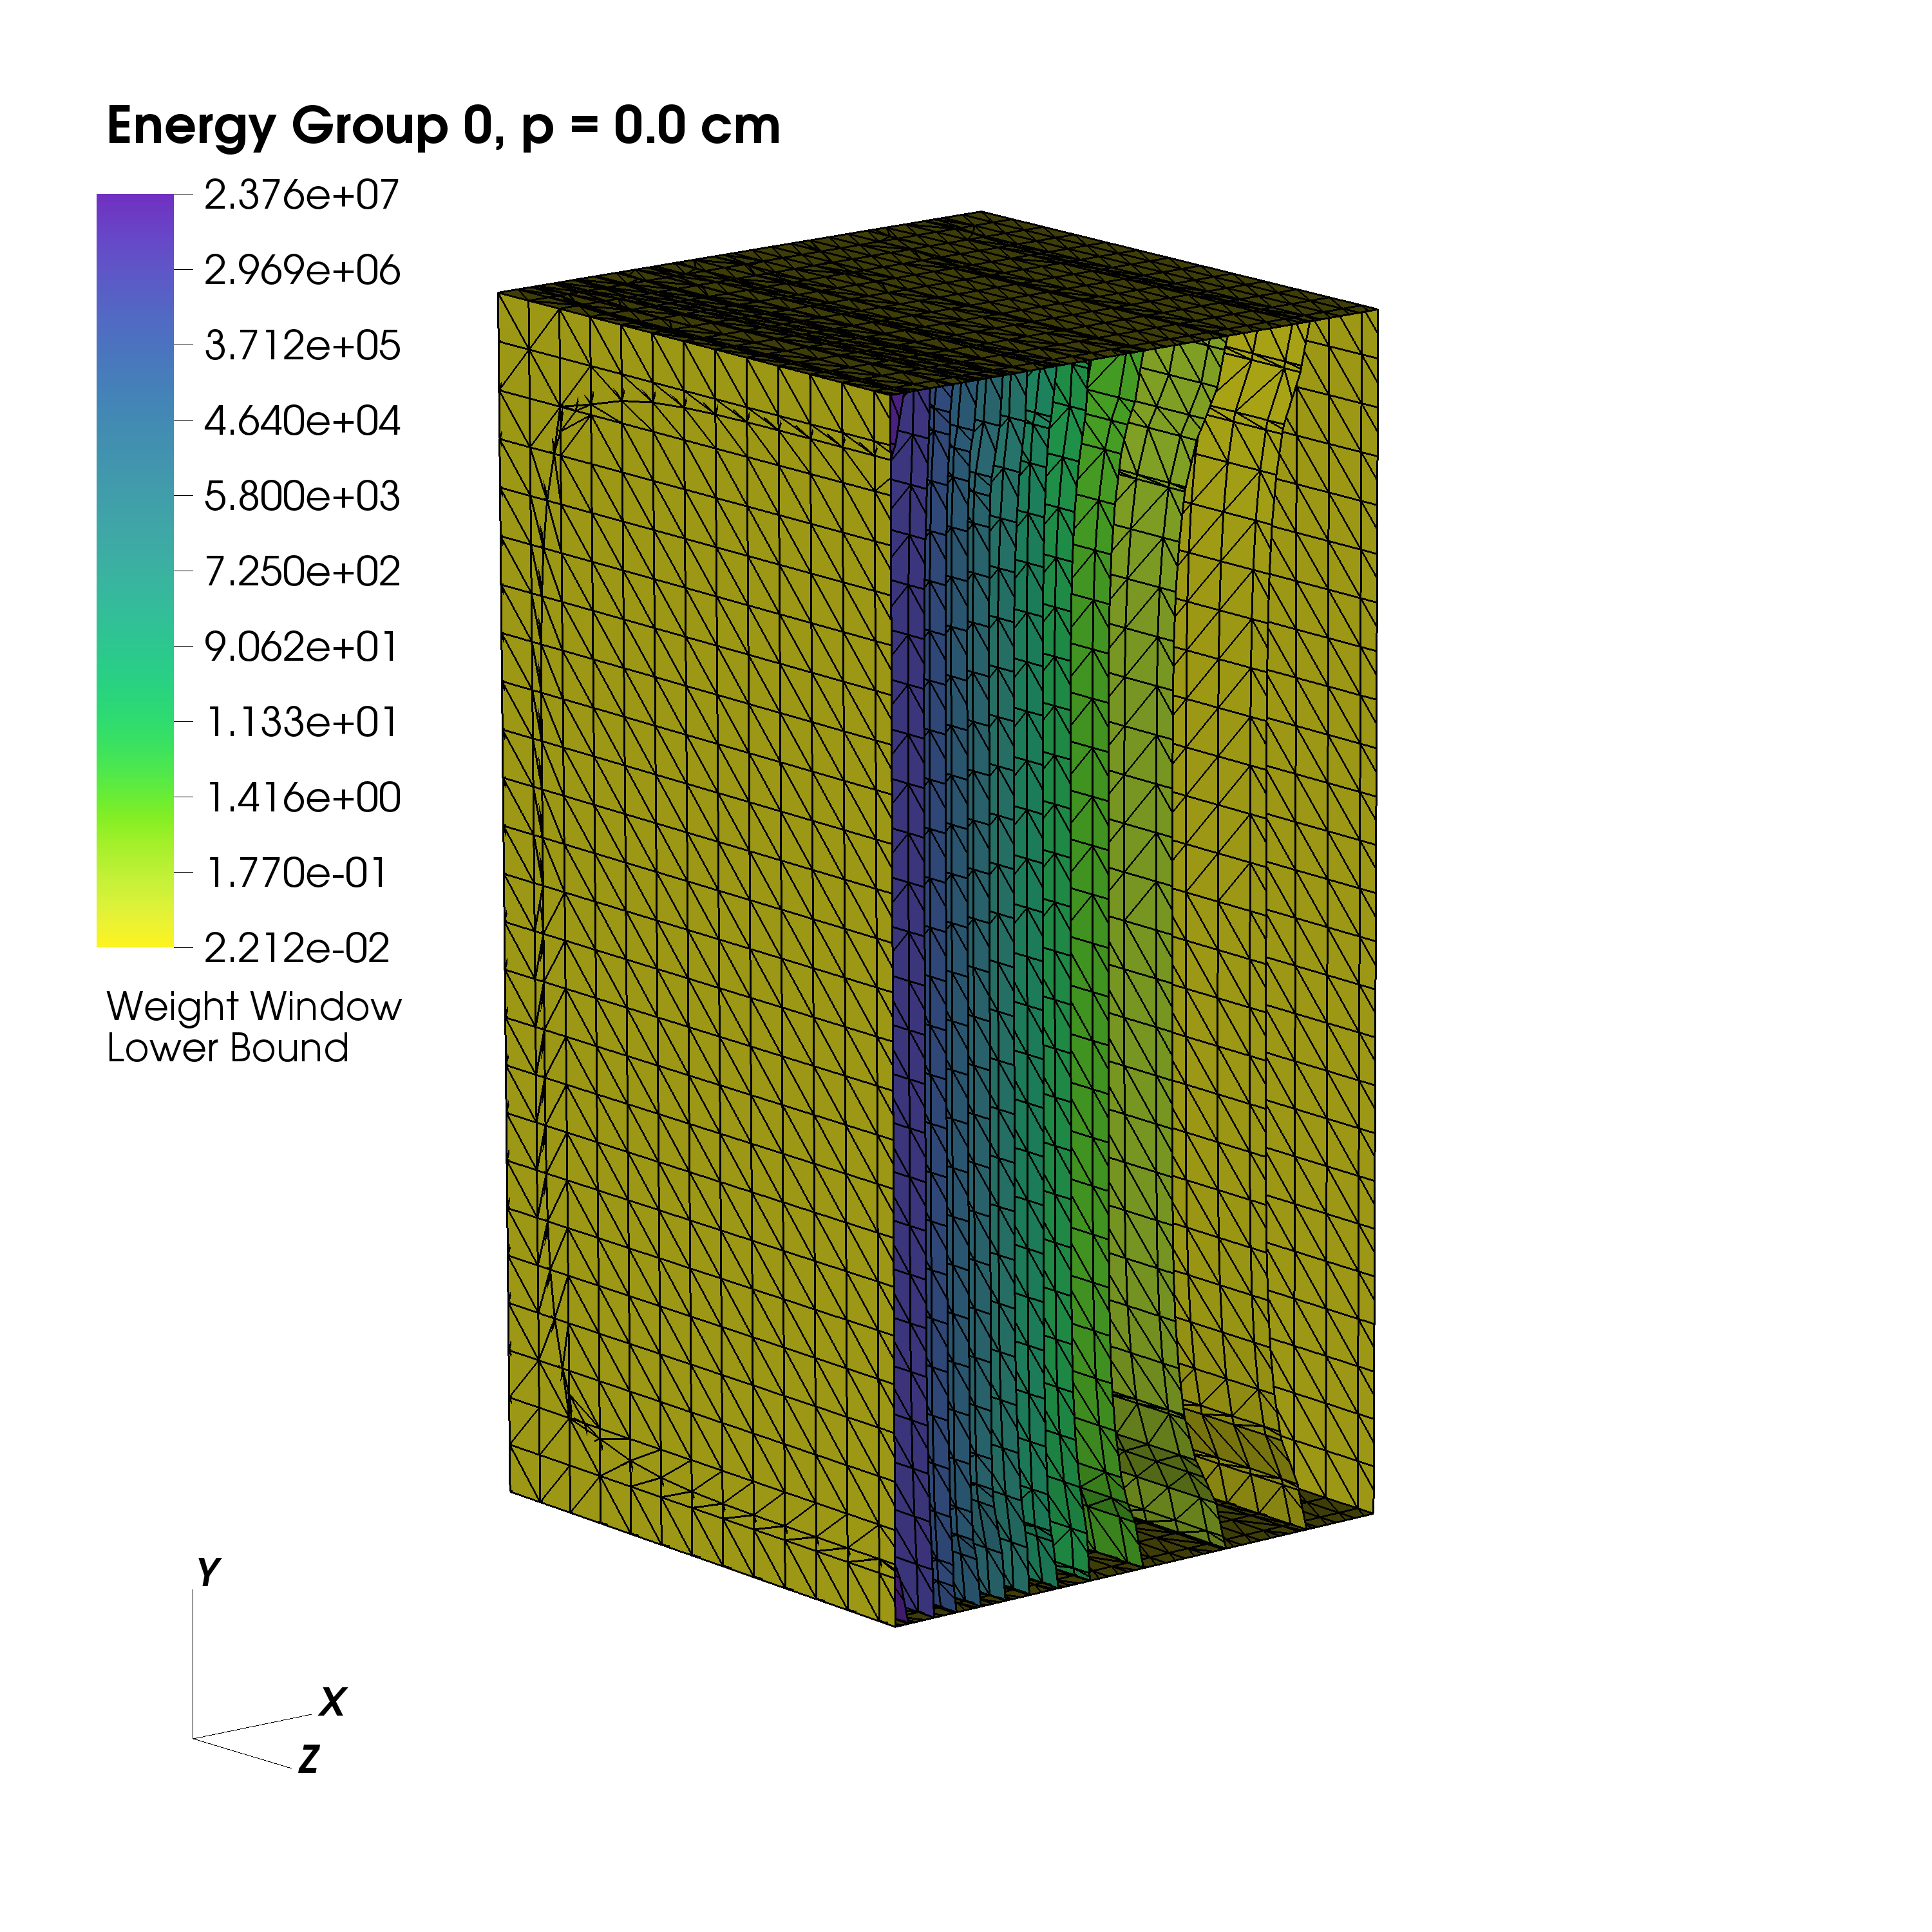 Energy Group 0, p = 0.0 cm
2.376e+07
2.969e+06
3.712e+05
4.640e+04
5.800e+03
7.250e+02
9.062e+01
1.133e+01
1.416e+00
1.770e-01
2.212e-02
Weight Window
Lower Bound
Y
X
Z